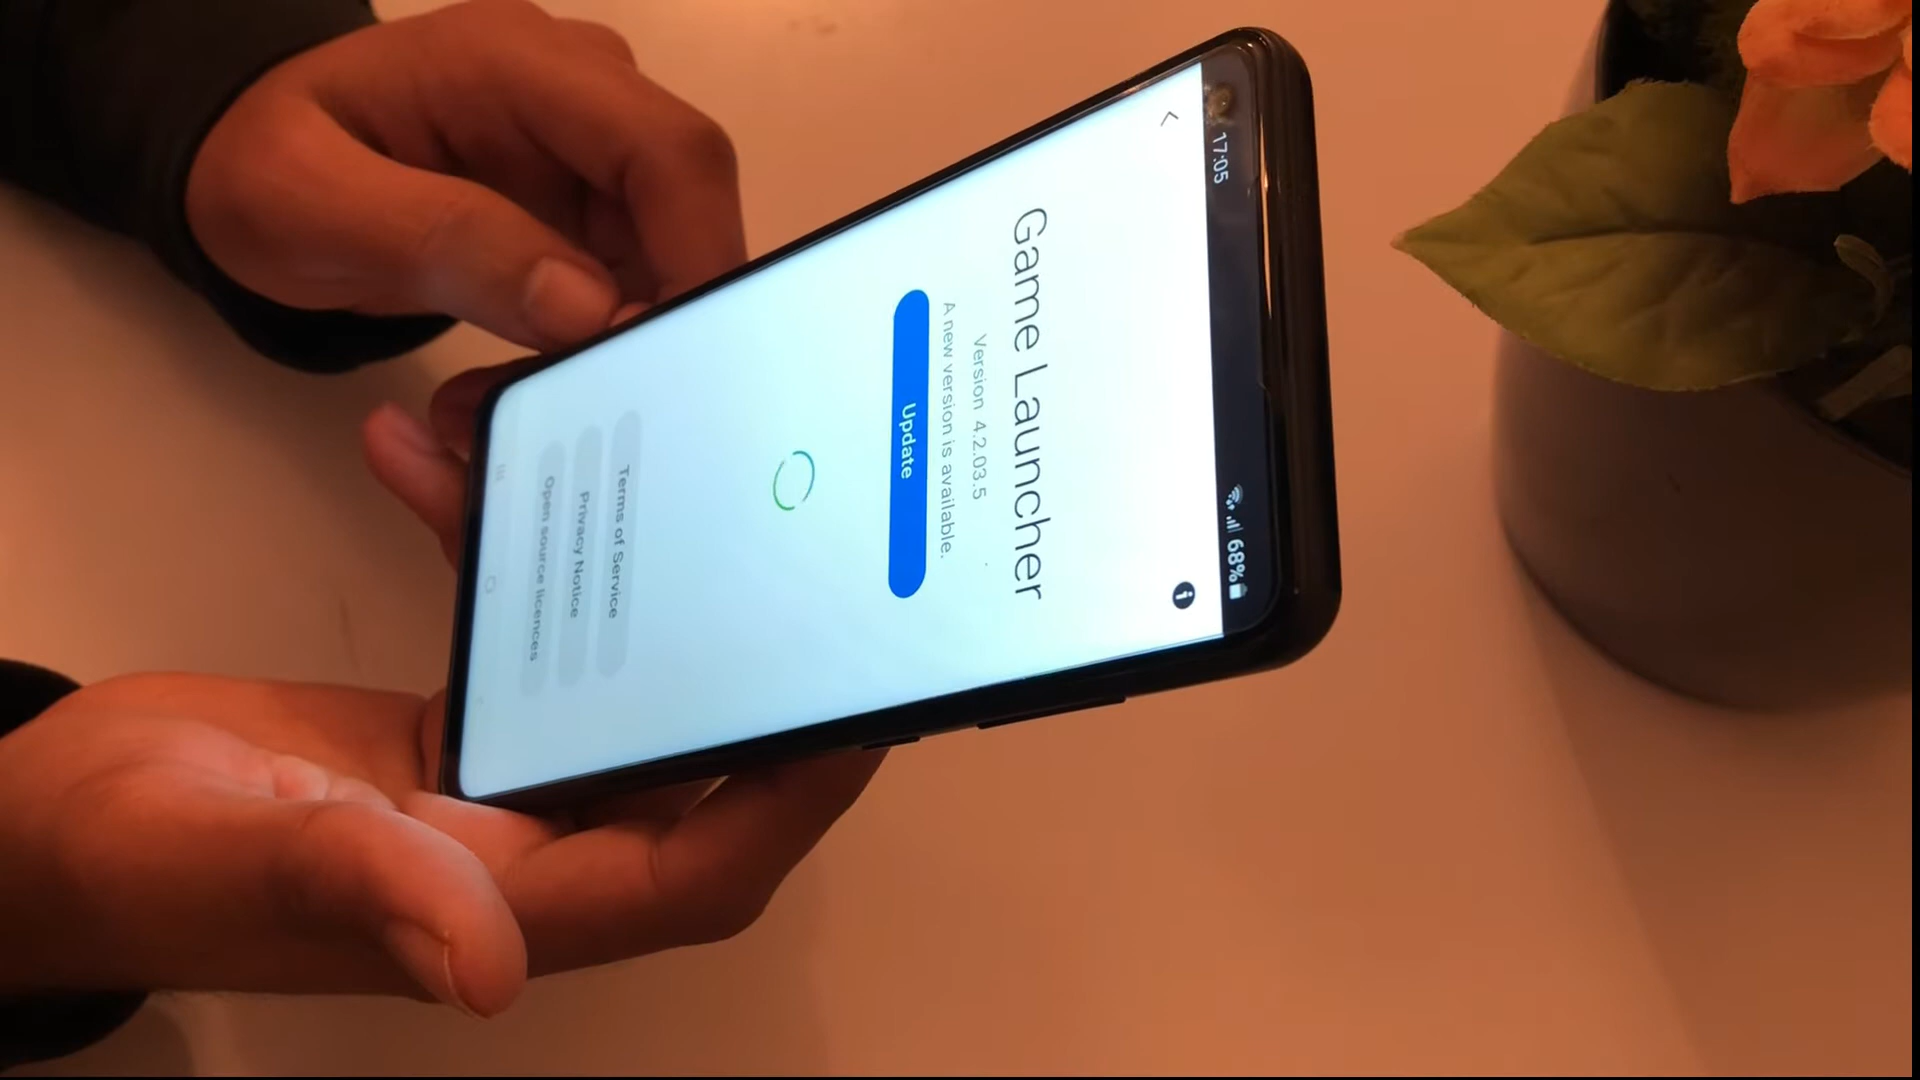 17:05
68%
Game Launcher
Version 4.2.03.5
A new version is available.
Update
Terms of Service
Privacy Notice
Open source licences